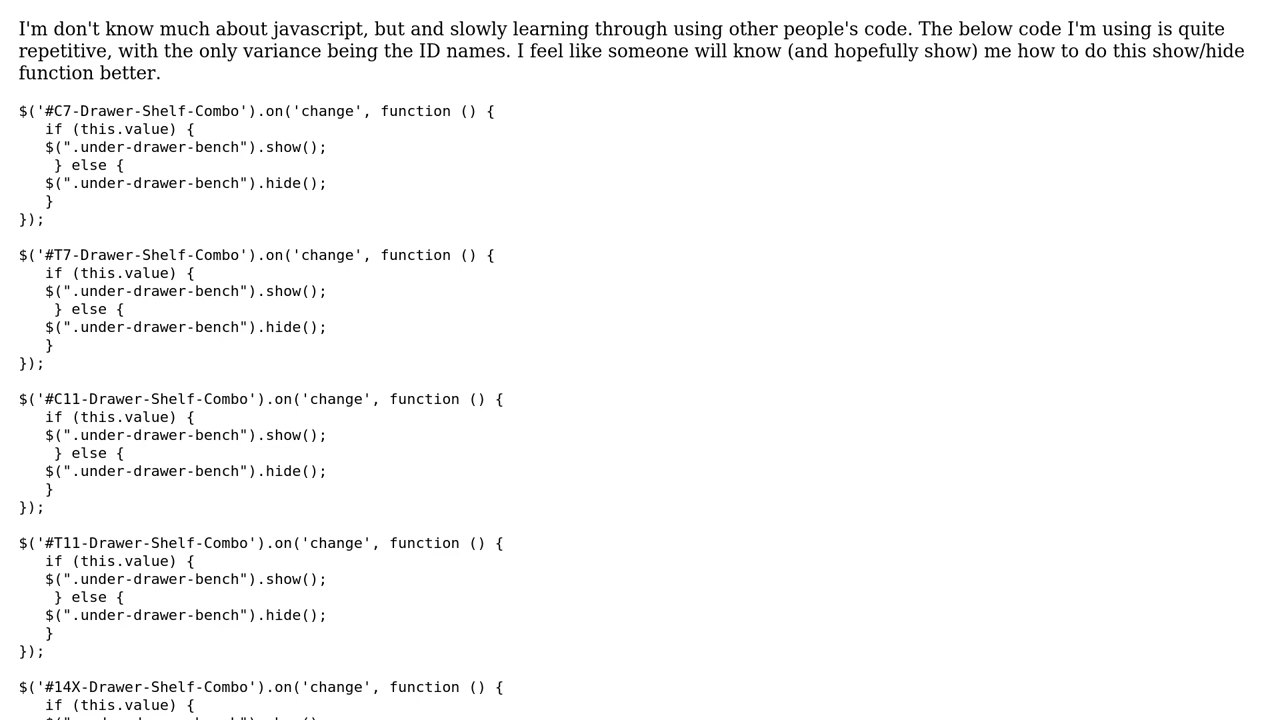 I'm don't know much about javascript, but and slowly learning through using other people's code. The below code I'm using is quite
repetitive, with the only variance being the ID names. I feel like someone will know (and hopefully show) me how to do this show/hide
function better.
$('#C7-Drawer-Shelf-Combo').on('change', function () {
if (this.value) {
$(".under-drawer-bench").show();
} else {
$(".under-drawer-bench").hide();
}
});
$('#T7-Drawer-Shelf-Combo').on('change', function () {
if (this.value) {
$(".under-drawer-bench").show();
} else {
$(".under-drawer-bench").hide();
}
});
$('#C11-Drawer-Shelf-Combo').on('change', function () {
if (this.value) {
$(".under-drawer-bench").show();
} else {
$(".under-drawer-bench").hide();
}
});
$('#T11-Drawer-Shelf-Combo').on('change', function () {
if (this.value) {
$(".under-drawer-bench").show();
} else {
$(".under-drawer-bench").hide();
}
});
$('#14X-Drawer-Shelf-Combo').on('change', function () {
if (this.value) {